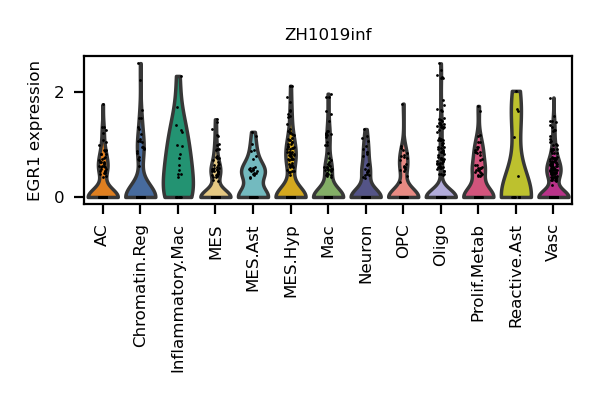 ZH1019inf
EGR1 expression
2
0
AC
Chromatin.Reg
Inflammatory.Mac
MES
MES.Ast
MES.Hyp
Mac
Neuron
OPC
Oligo
Prolif.Metab
Reactive.Ast
Vasc